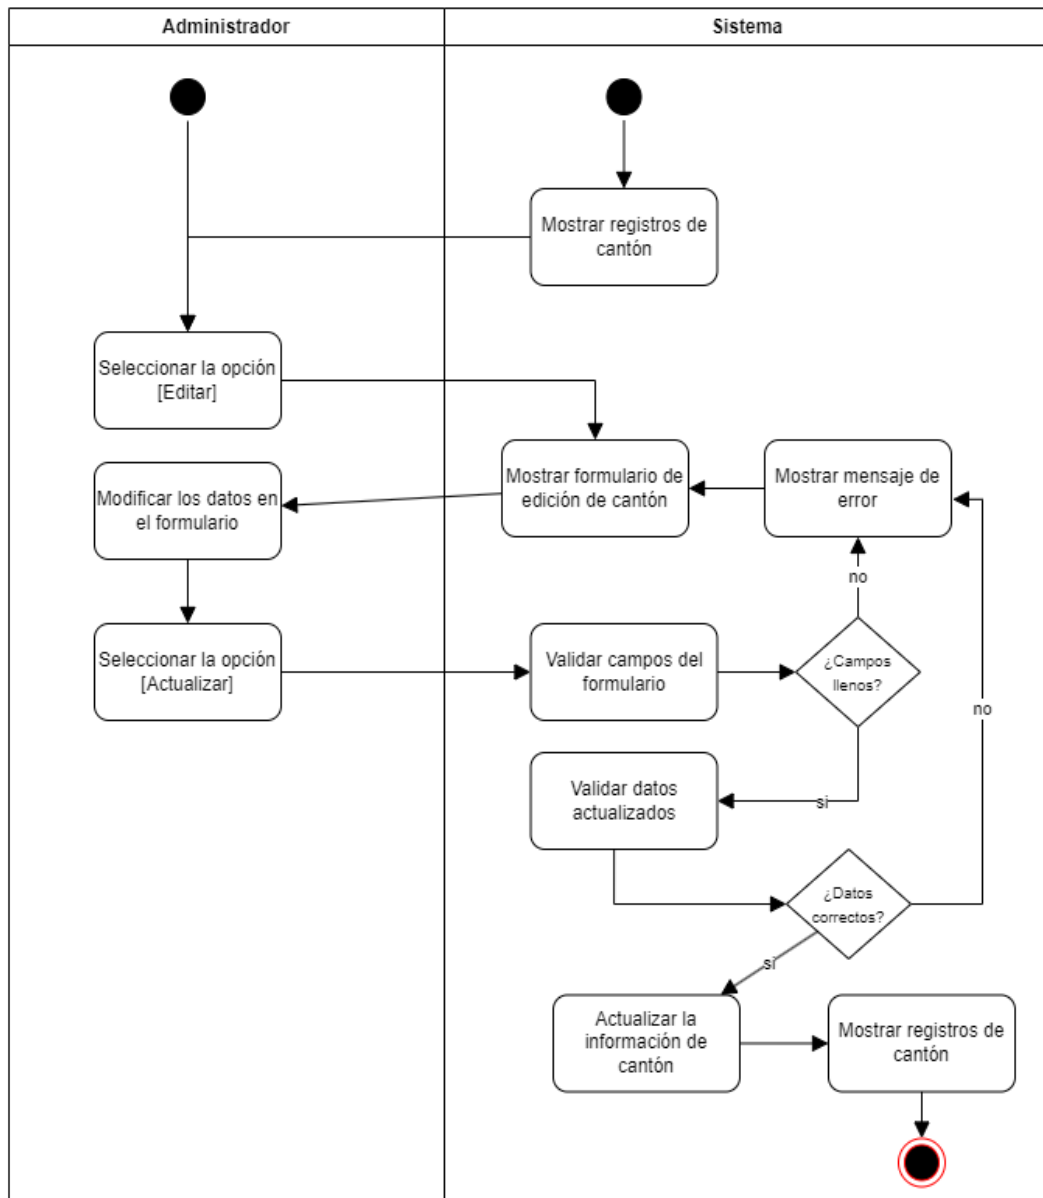 Administrador
Sistema
Mostrar registros de
cantón
Seleccionar la opción
[Editar]
Mostrar formulario de
edición de cantón
Mostrar mensaje de
error
Modificar los datos en
el formulario
no
Seleccionar la opción
[Actualizar]
Validar campos del
formulario
¿Campos
llenos?
no
Validar datos
actualizados
si
¿Datos
correctos?
si
Actualizar la
información de
cantón
Mostrar registros de
cantón